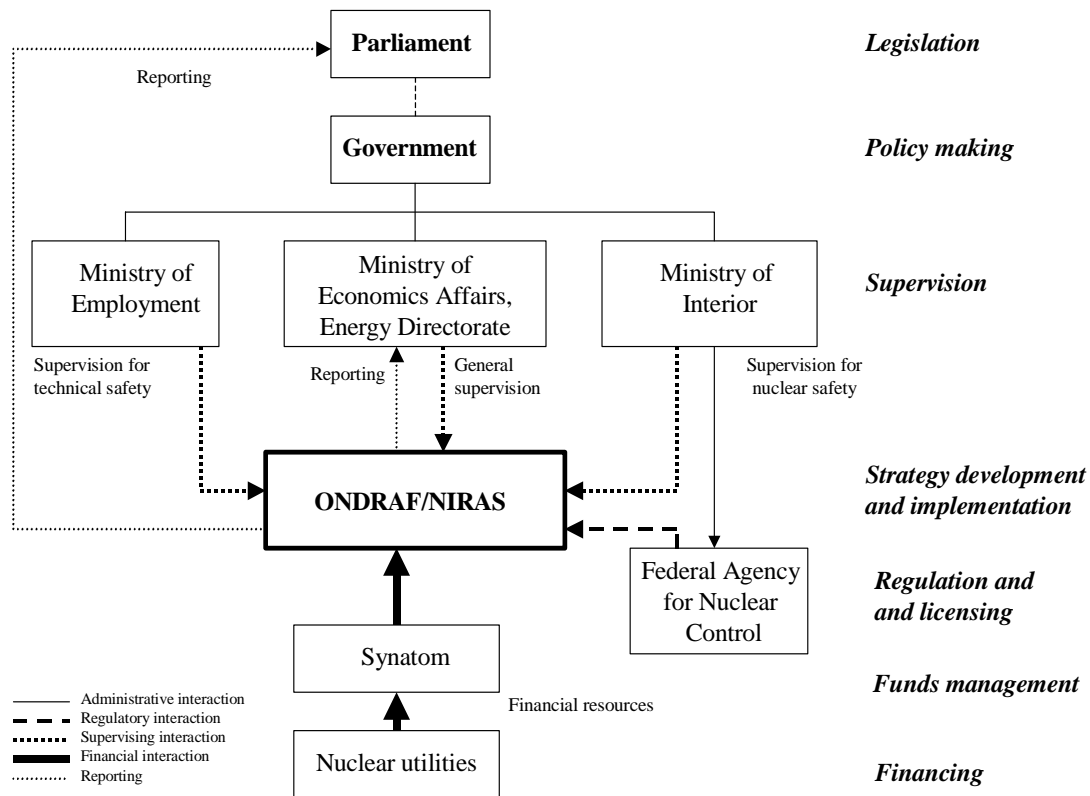 Parliament
Legislation
Reporting
Government
Policy making
Ministry of
Employment
Ministry of
Economics Affairs,
Energy Directorate
Ministry of
Interior
Supervision
Supervision for
technical safety
Reporting
General
supervision
Supervision for
nuclear safety
ONDRAF/NIRAS
Strategy development
and implementation
Federal Agency
for Nuclear
Control
Regulation and
and licensing
Synatom
Funds management
Financial resources
Administrative interaction
Regulatory interaction
Supervising interaction
Financial interaction
Reporting
Nuclear utilities
Financing